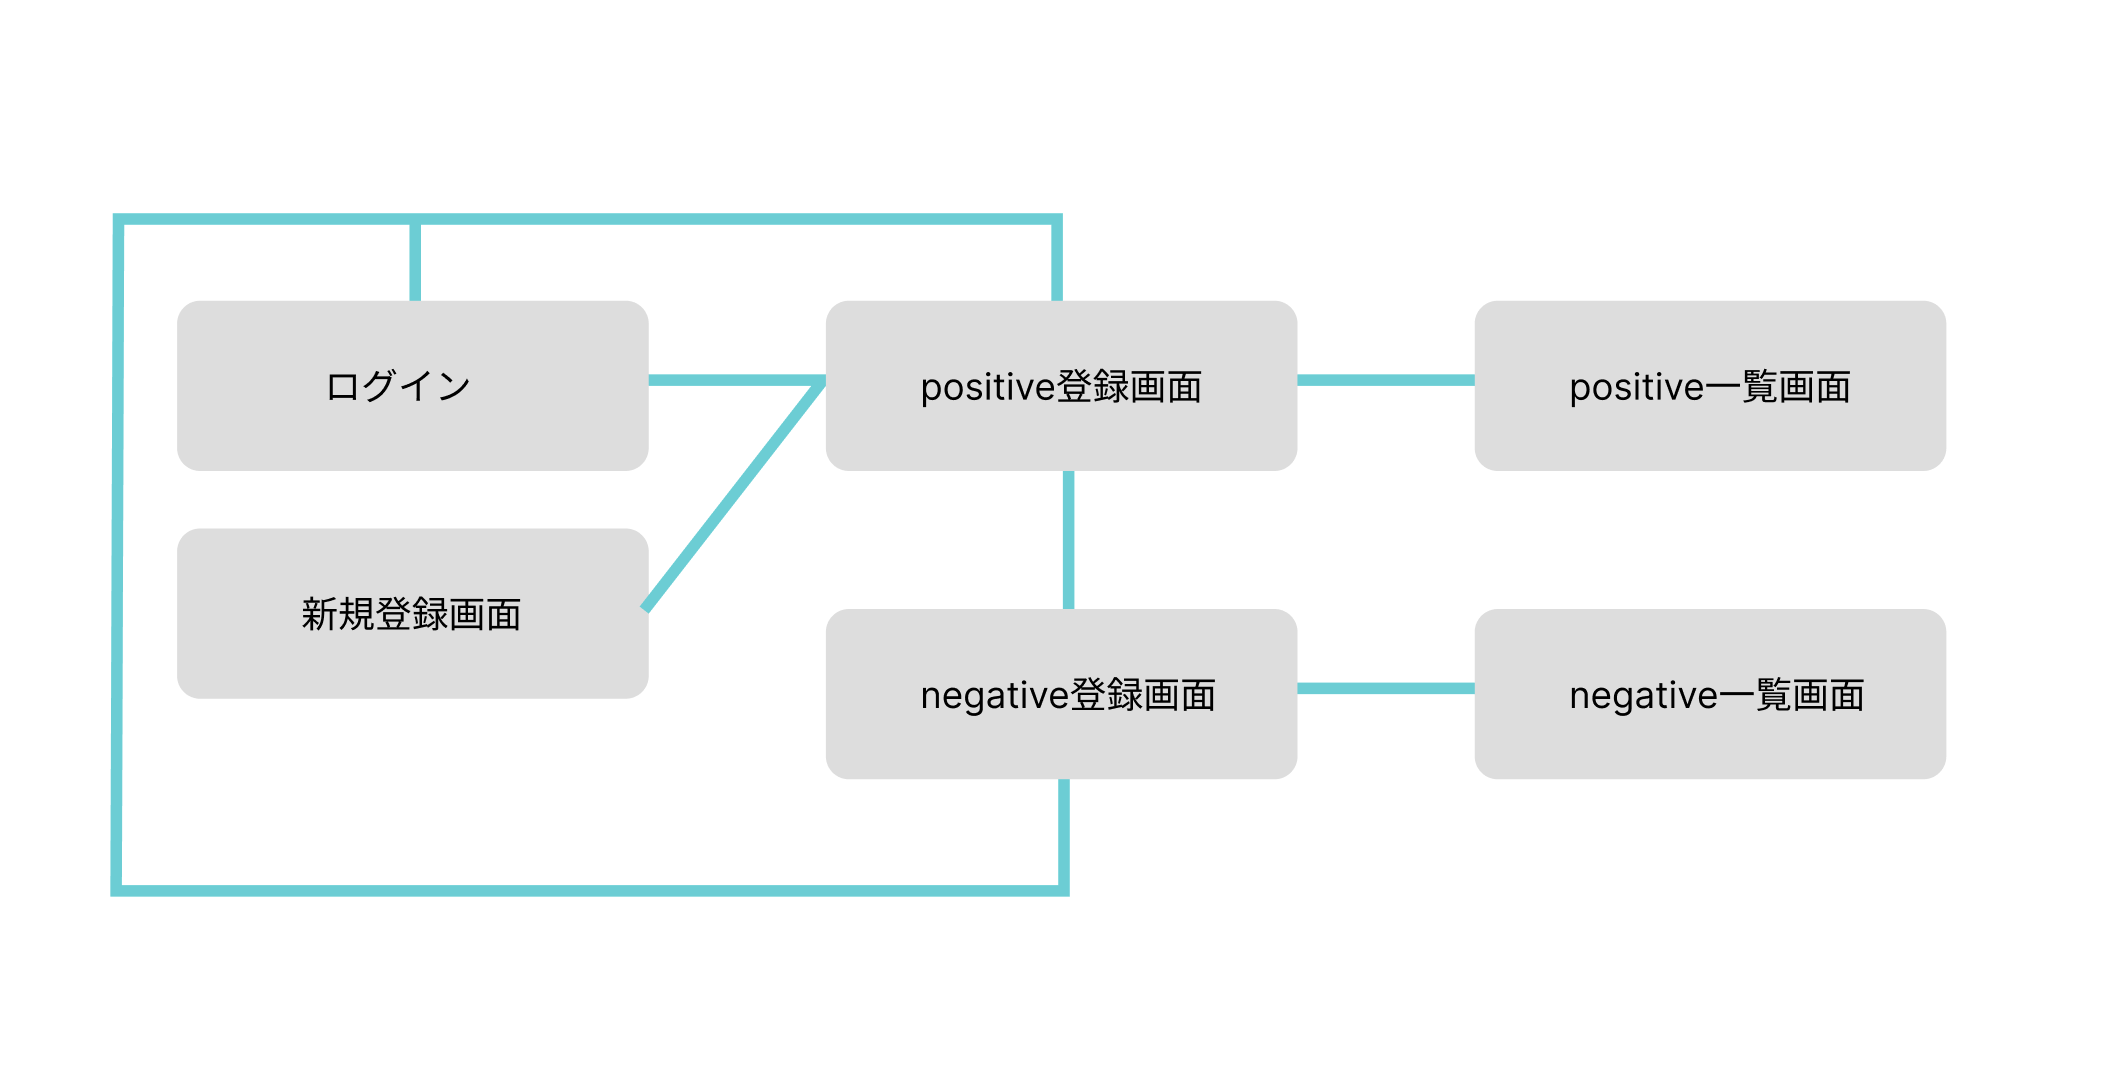 ログイン
positive登録画面
positive一覧画面
新規登録画面
negative登録画面
negative一覧画面